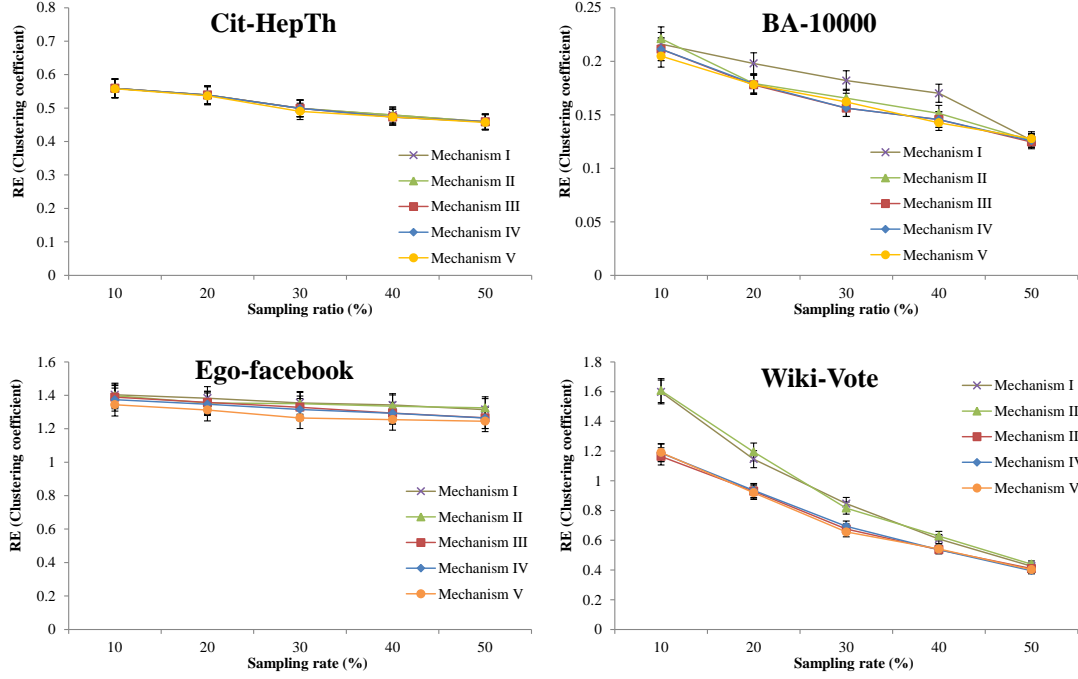 Cit-HepTh
RE (Clustering coefficient)
0.8
0.7
0.6
0.5
0.4
0.3
0.2
0.1
0
10 20 30 40 50
Sampling ratio (%)
Mechanism I
Mechanism II
Mechanism III
Mechanism IV
Mechanism V
BA-10000
RE (Clustering coefficient)
0.25
0.2
0.15
0.1
0.05
0
10 20 30 40 50
Sampling ratio (%)
Mechanism I
Mechanism II
Mechanism III
Mechanism IV
Mechanism V
Ego-facebook
RE (Clustering coefficient)
1.6
1.4
1.2
1
0.8
0.6
0.4
0.2
0
10 20 30 40 50
Sampling rate (%)
Mechanism I
Mechanism II
Mechanism III
Mechanism IV
Mechanism V
Wiki-Vote
RE (Clustering coefficient)
1.8
1.6
1.4
1.2
1
0.8
0.6
0.4
0.2
0
10 20 30 40 50
Sampling rate (%)
Mechanism I
Mechanism II
Mechanism II
Mechanism IV
Mechanism V